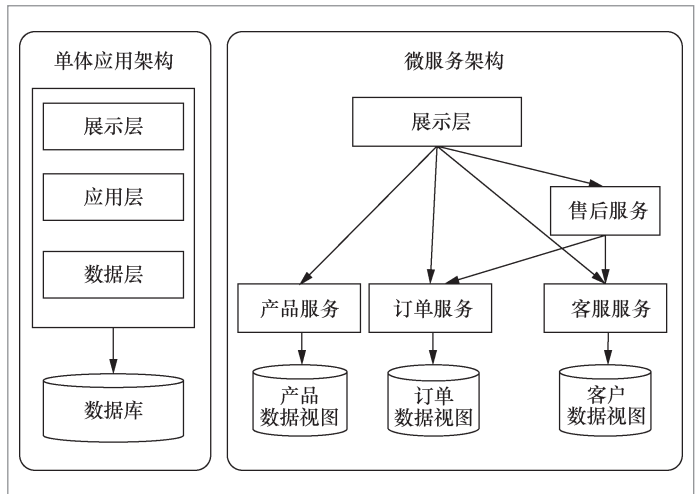 单体应用架构
展示层
应用层
数据层
数据库
微服务架构
展示层
售后服务
产品服务
订单服务
客服服务
产品
数据视图
订单
数据视图
客户
数据视图